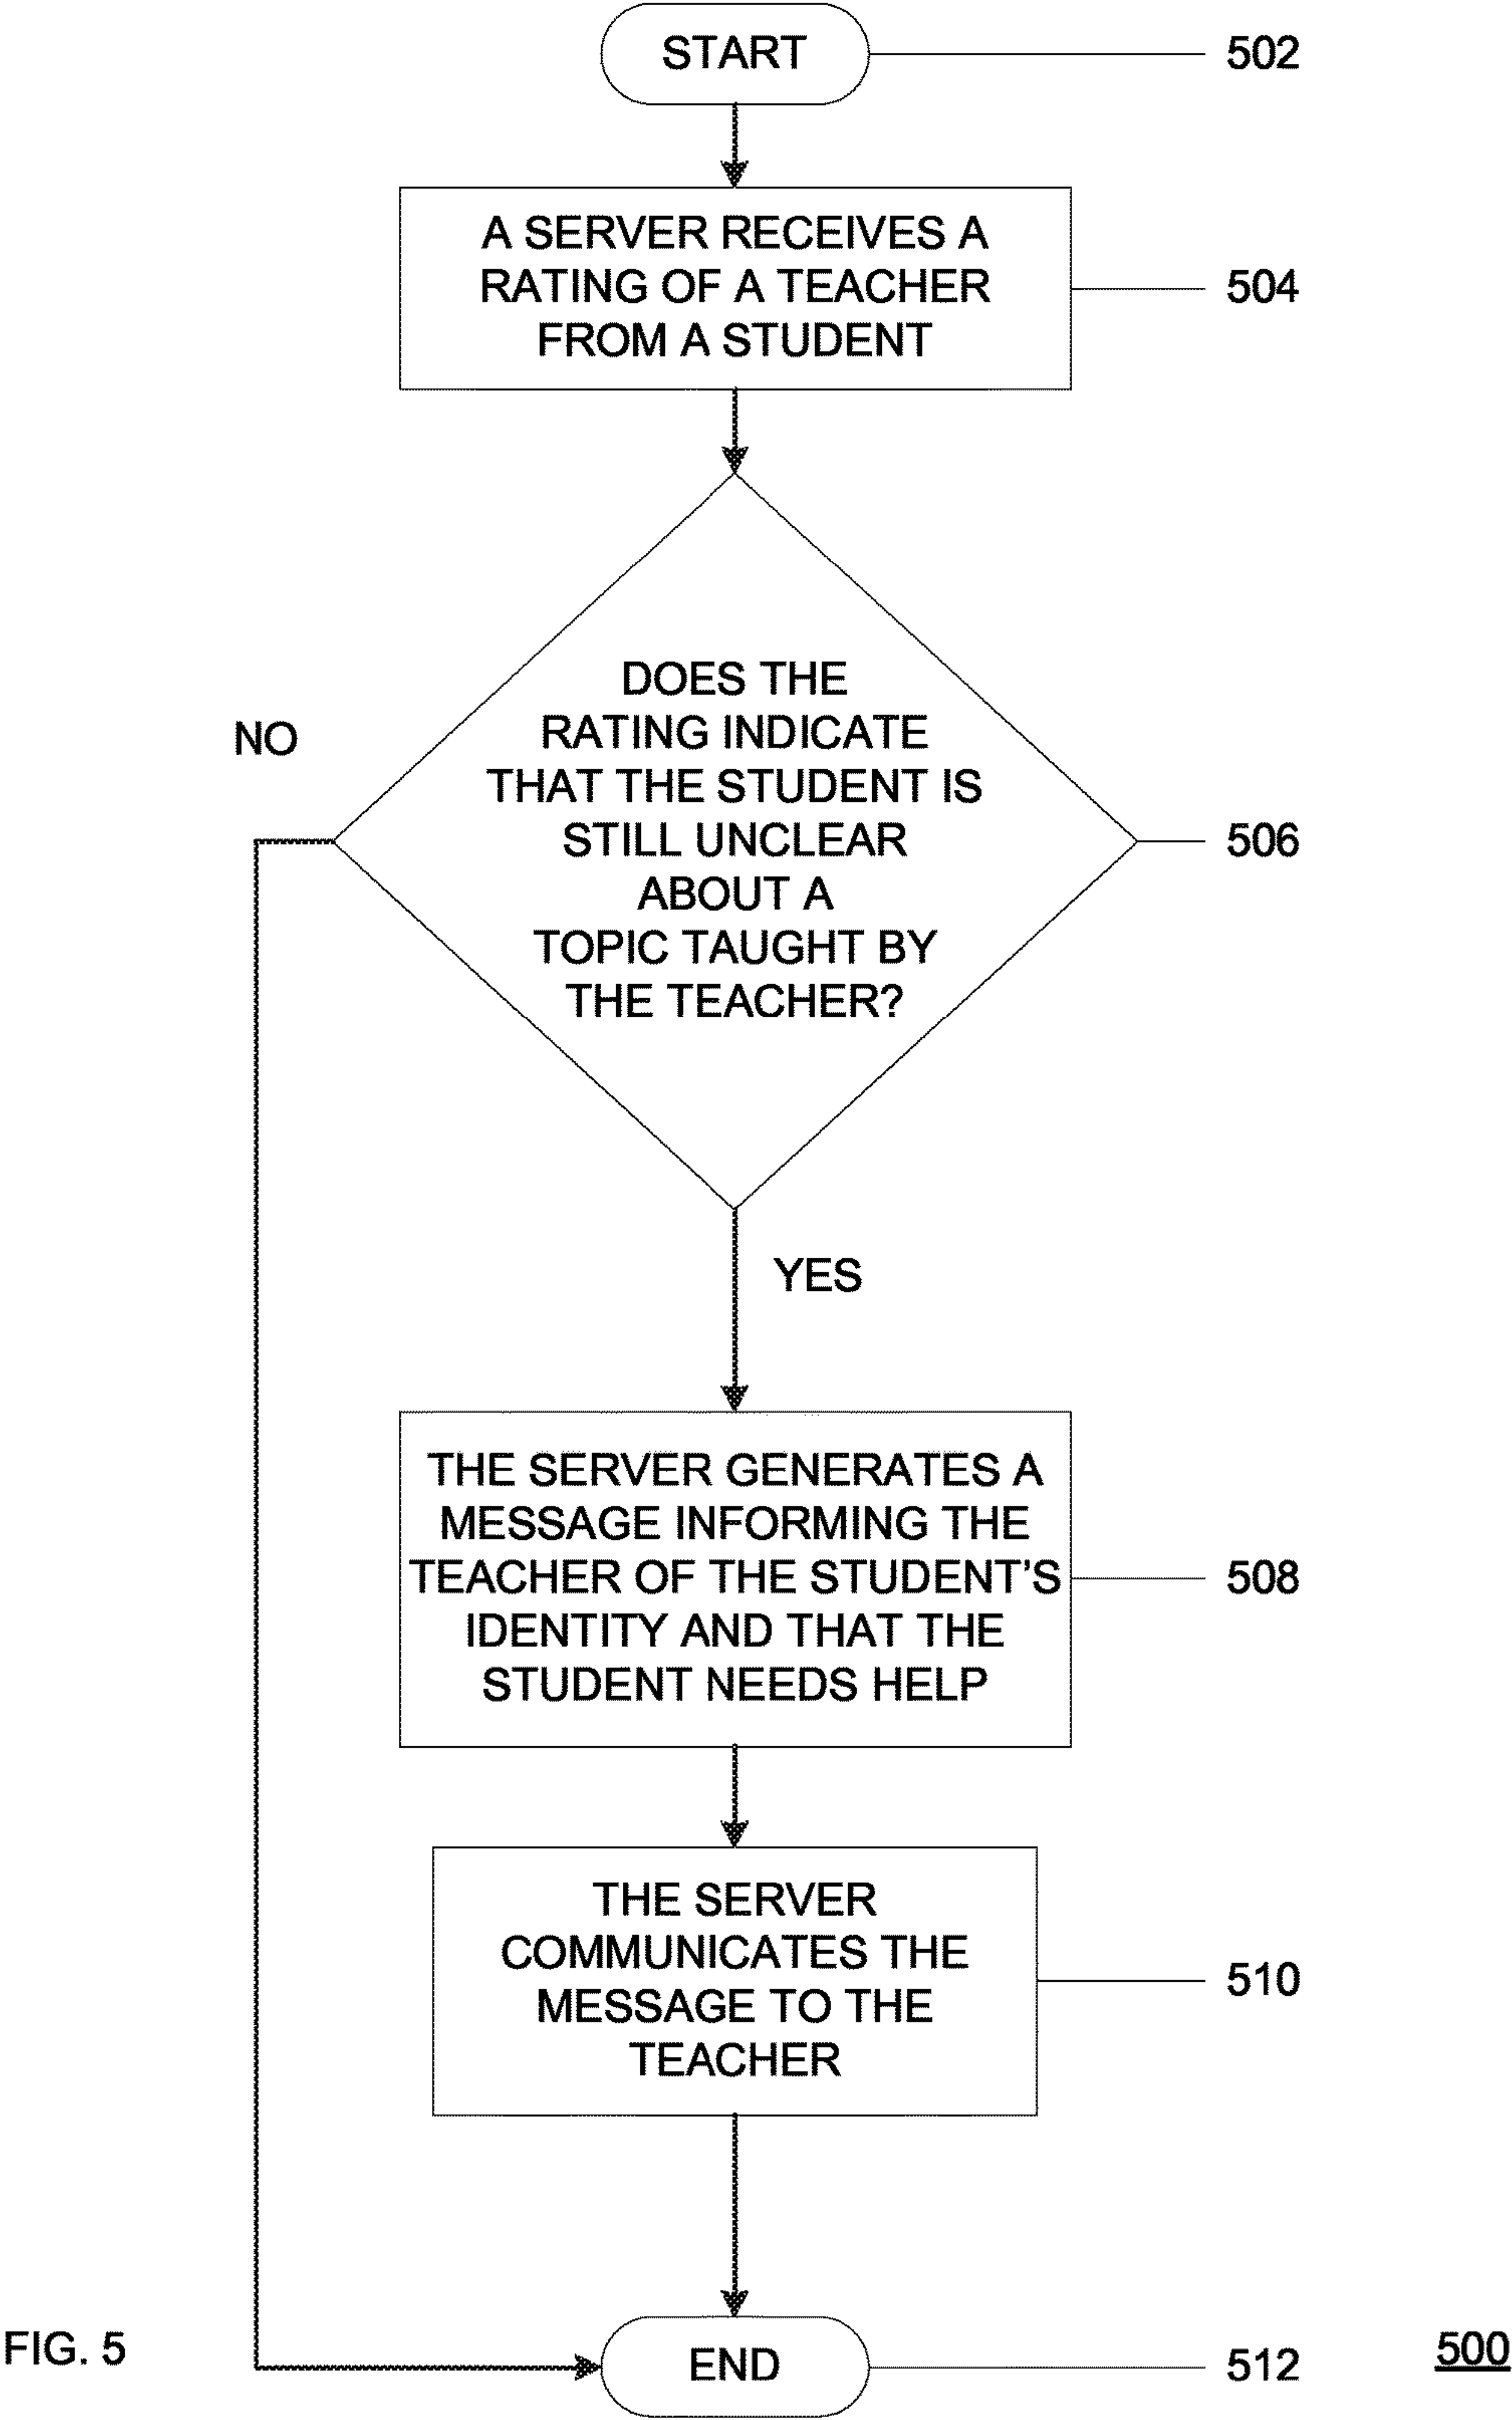 START
502
A SERVER RECEIVES A
RATING OF A TEACHER
FROM A STUDENT
504
DOES THE
RATING INDICATE
THAT THE STUDENT IS
STILL UNCLEAR
ABOUT A
TOPIC TAUGHT BY
THE TEACHER?
NO
506
YES
THE SERVER GENERATES A
MESSAGE INFORMING THE
TEACHER OF THE STUDENT’S
IDENTITY AND THAT THE
STUDENT NEEDS HELP
508
THE SERVER
COMMUNICATES THE
MESSAGE TO THE
TEACHER
510
END
512
FIG. 5
500